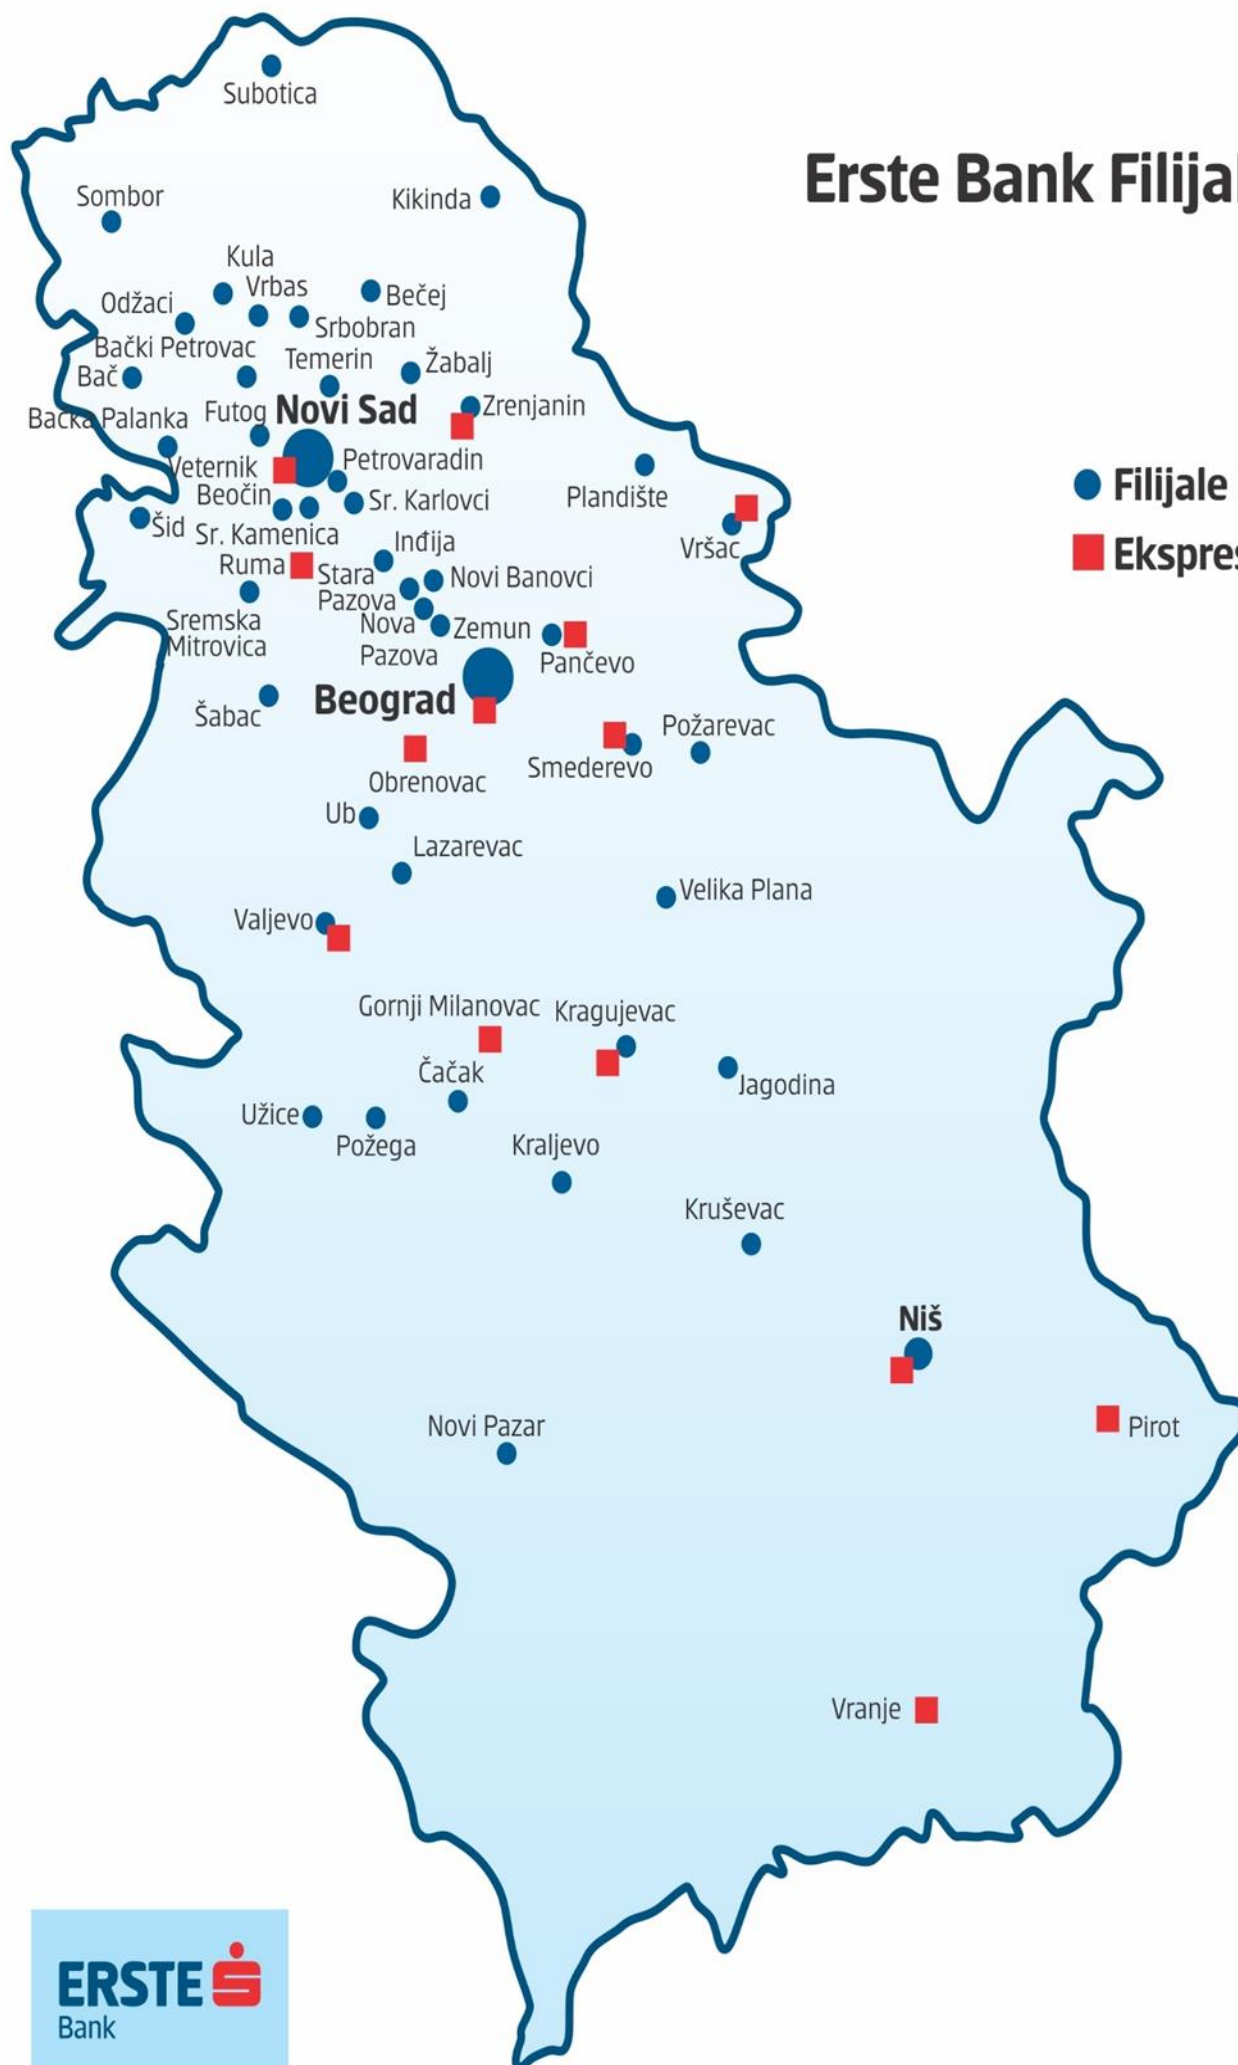 Subotica
Erste Bank Filijal
Sombor
Kikinda
Kula
Vrbas
Bečej
Odžaci
Srbobran
Bački Petrovac
Temerin
Žabalj
Bač
Zrenjanin
Bačka Palanka
Futog
Novi Sad
Veternik
Petrovaradin
Filijale
Beočin
Sr. Karlovci
Plandište
Šid
Sr. Kamenica
Inđija
Vršac
Ekspres
Ruma
Stara
Pazova
Novi Banovci
Sremska
Mitrovica
Nova
Pazova
Zemun
Pančevo
Šabac
Beograd
Požarevac
Smederevo
Obrenovac
Ub
Lazarevac
Velika Plana
Valjevo
Gornji Milanovac
Kragujevac
Čačak
Jagodina
Užice
Požega
Kraljevo
Kruševac
Niš
Novi Pazar
Pirot
Vranje
ERSTE
Bank